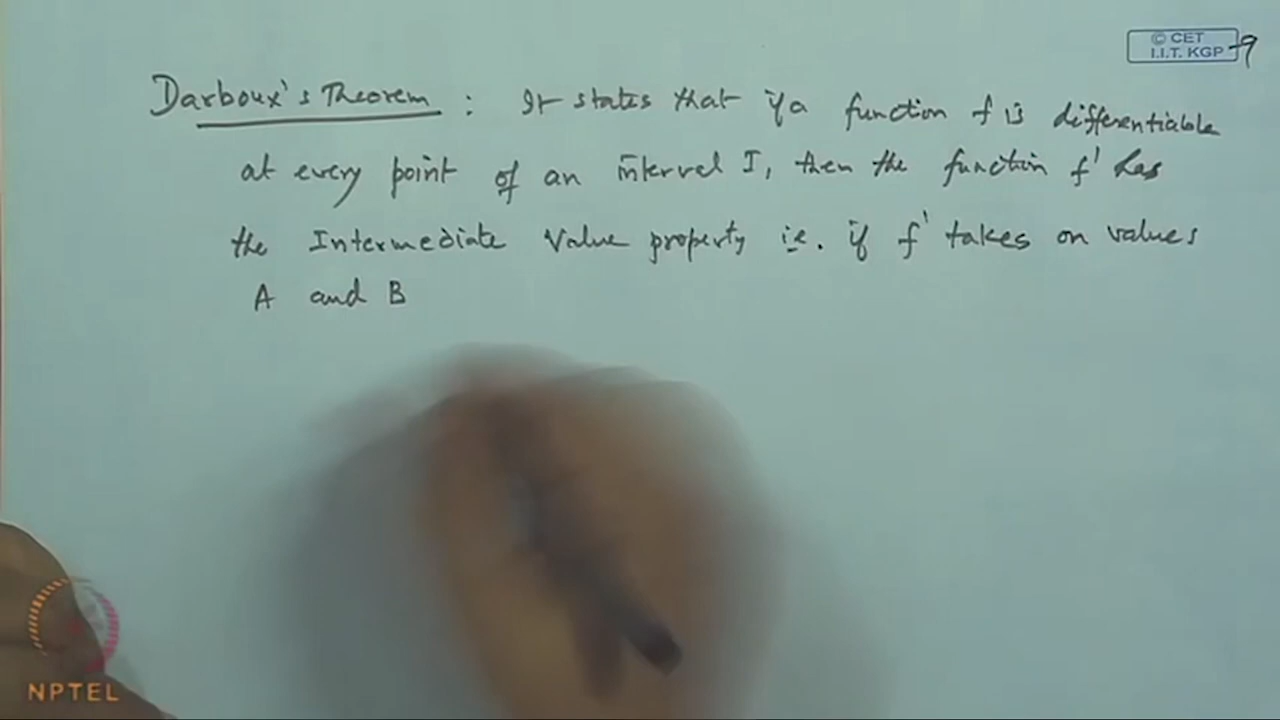 © CET
I.I.T. KGP
9
Darboux's Theorem : It states that if a function f is differentiable
at every point of an interval I, then the function f' has
the Intermediate Value property i.e. if f' takes on values
A and B
NPTEL